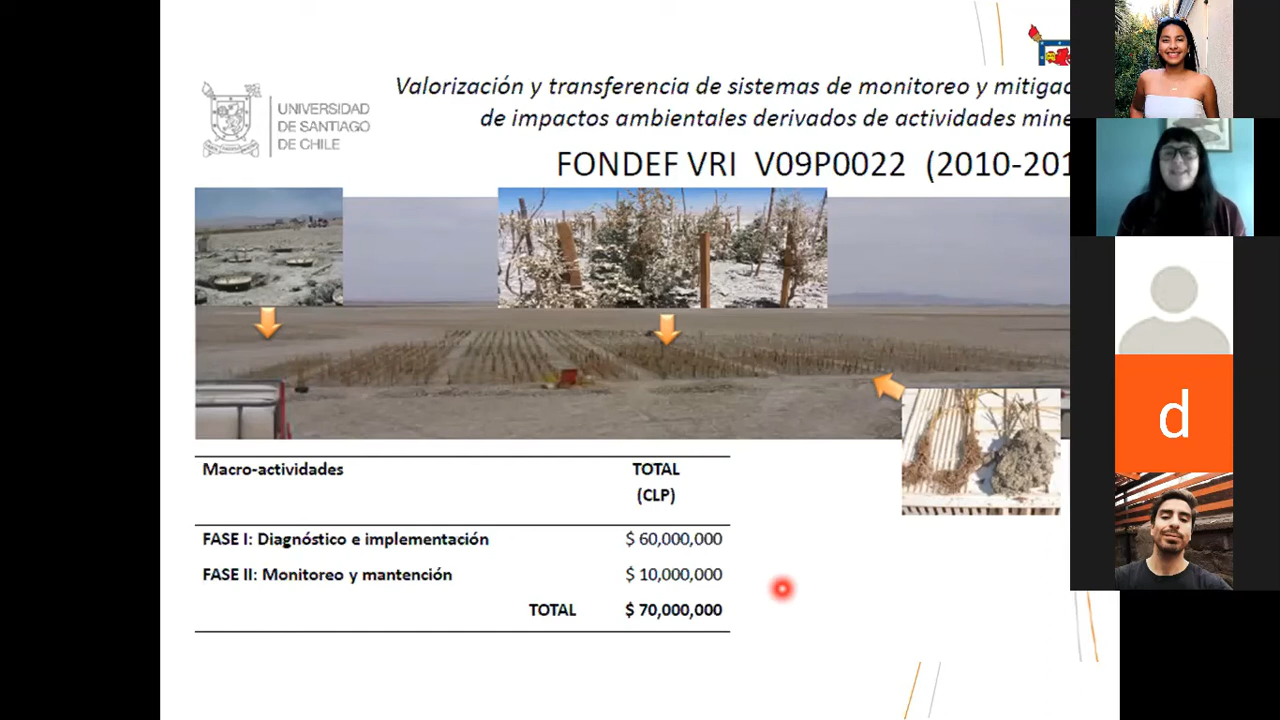 Valorización y transferencia de sistemas de monitoreo y mitigac
de impactos ambientales derivados de actividades mine
UNIVERSIDAD
DE SANTIAGO
DE CHILE
FONDEF VRI V09P0022 (2010-201
Macro-actividades TOTAL
(CLP)
FASE I: Diagnóstico e implementación $ 60,000,000
FASE II: Monitoreo y mantención $ 10,000,000
TOTAL $ 70,000,000
d